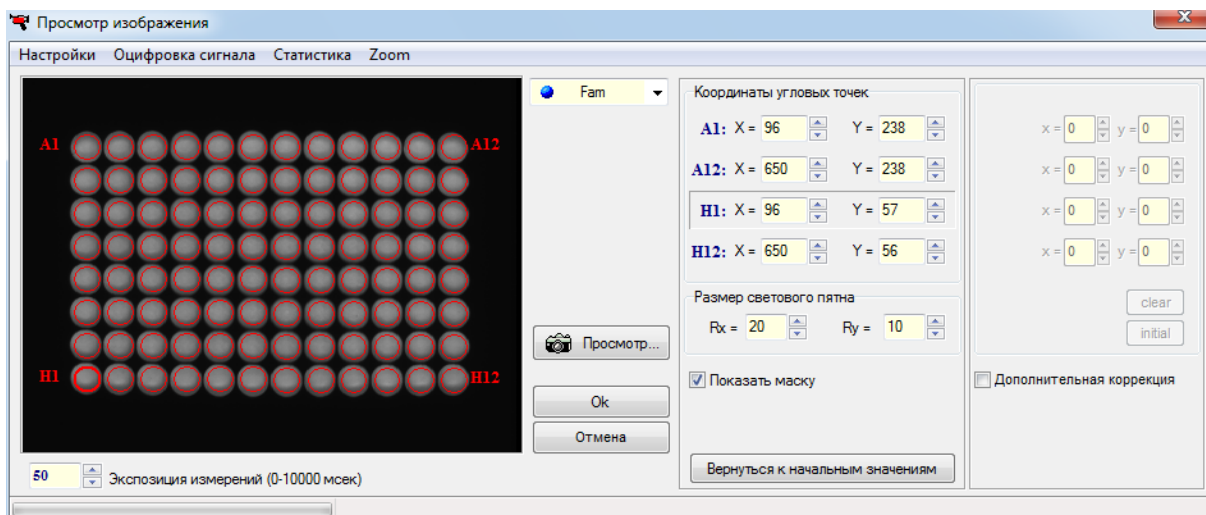 Просмотр изображения
X
Настройки Оцифровка сигнала Статистика Zoom
A1 A12
H1 H12
50 Экспозиция измерений (0-10000 мсек)
Fam
Просмотр...
Ok
Отмена
Координаты угловых точек
A1: X = 96 Y = 238
A12: X = 650 Y = 238
H1: X = 96 Y = 57
H12: X = 650 Y = 56
Размер светового пятна
Rx = 20 Ry = 10
Показать маску
Вернуться к начальным значениям
x = 0 y = 0
x = 0 y = 0
x = 0 y = 0
x = 0 y = 0
clear
initial
Дополнительная коррекция